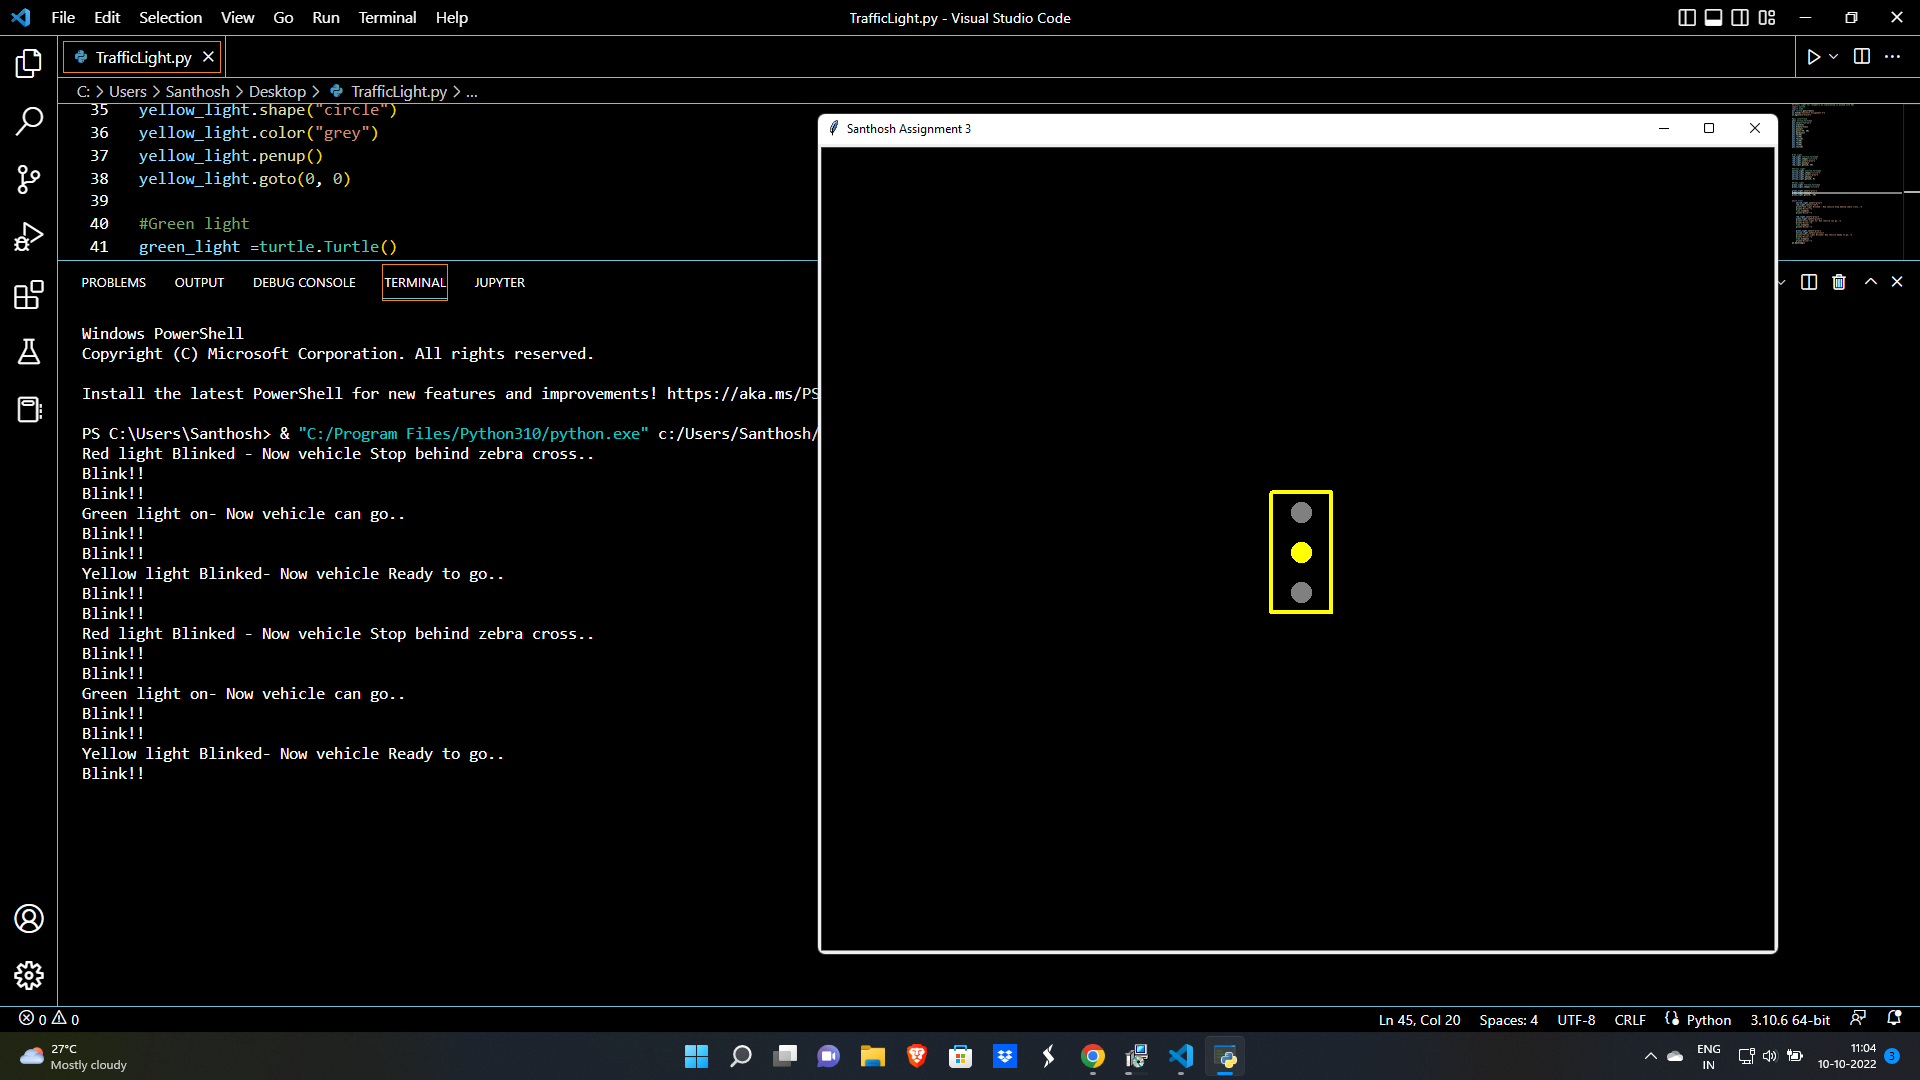 File Edit Selection View Go Run Terminal Help
TrafficLight.py - Visual Studio Code
TrafficLight.py
C: > Users > Santhosh > Desktop > TrafficLight.py > ...
35 yellow_light.shape("circle")
36 yellow_light.color("grey")
37 yellow_light.penup()
38 yellow_light.goto(0, 0)
39
40 #Green light
41 green_light =turtle.Turtle()
PROBLEMS OUTPUT DEBUG CONSOLE TERMINAL JUPYTER
Windows PowerShell
Copyright (C) Microsoft Corporation. All rights reserved.
Install the latest PowerShell for new features and improvements! https://aka.ms/PS
PS C:\Users\Santhosh> & "C:/Program Files/Python310/python.exe" c:/Users/Santhosh/
Red light Blinked - Now vehicle Stop behind zebra cross..
Blink!!
Blink!!
Green light on- Now vehicle can go..
Blink!!
Blink!!
Yellow light Blinked- Now vehicle Ready to go..
Blink!!
Blink!!
Red light Blinked - Now vehicle Stop behind zebra cross..
Blink!!
Blink!!
Green light on- Now vehicle can go..
Blink!!
Blink!!
Yellow light Blinked- Now vehicle Ready to go..
Blink!!
Santhosh Assignment 3
0 0
Ln 45, Col 20 Spaces: 4 UTF-8 CRLF Python 3.10.6 64-bit
27°C
Mostly cloudy
ENG
IN
11:04
10-10-2022
3